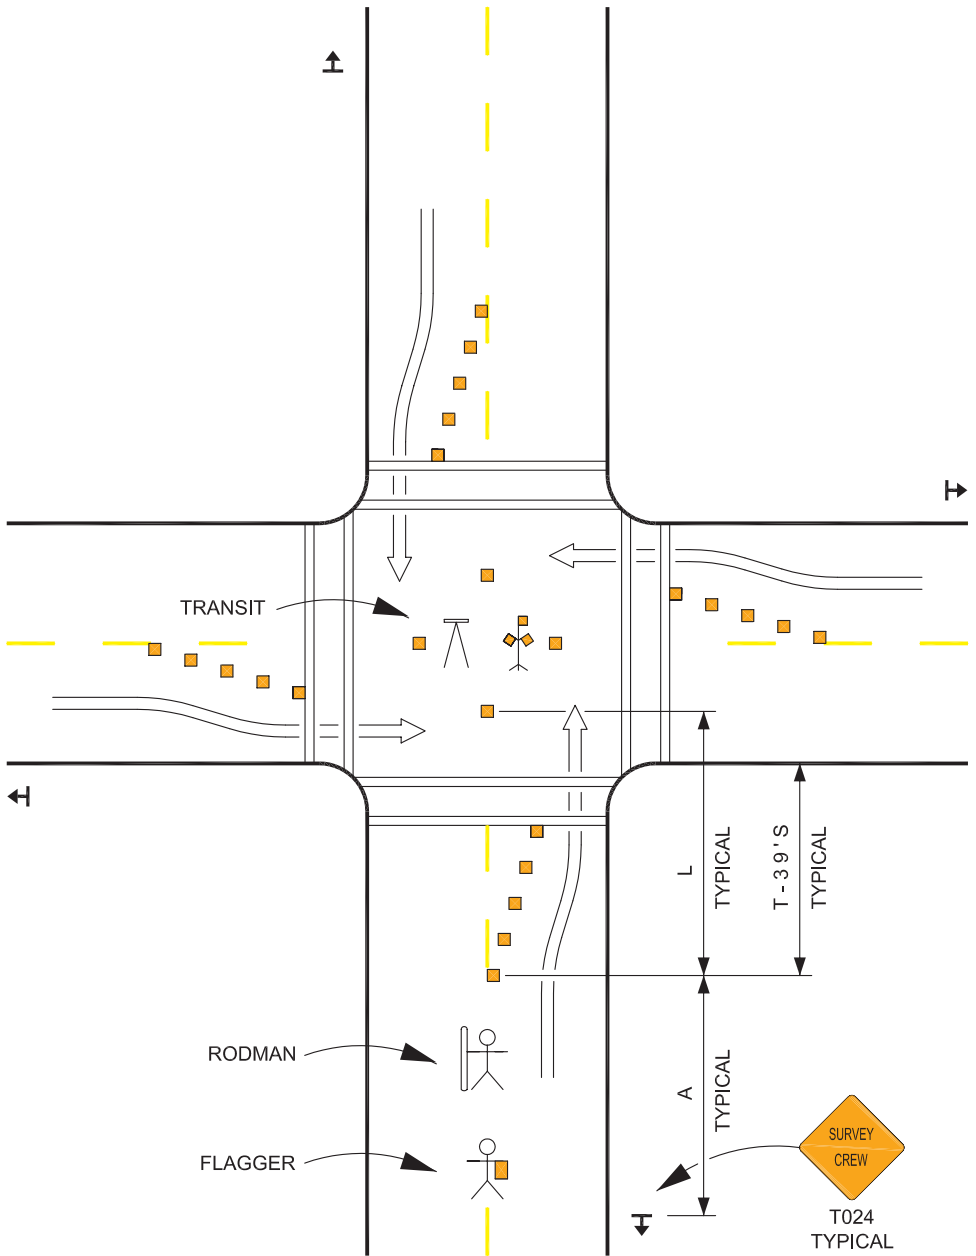 TRANSIT
L
TYPICAL
T-39'S
TYPICAL
RODMAN
A
TYPICAL
FLAGGER
SURVEY
CREW
T024
TYPICAL